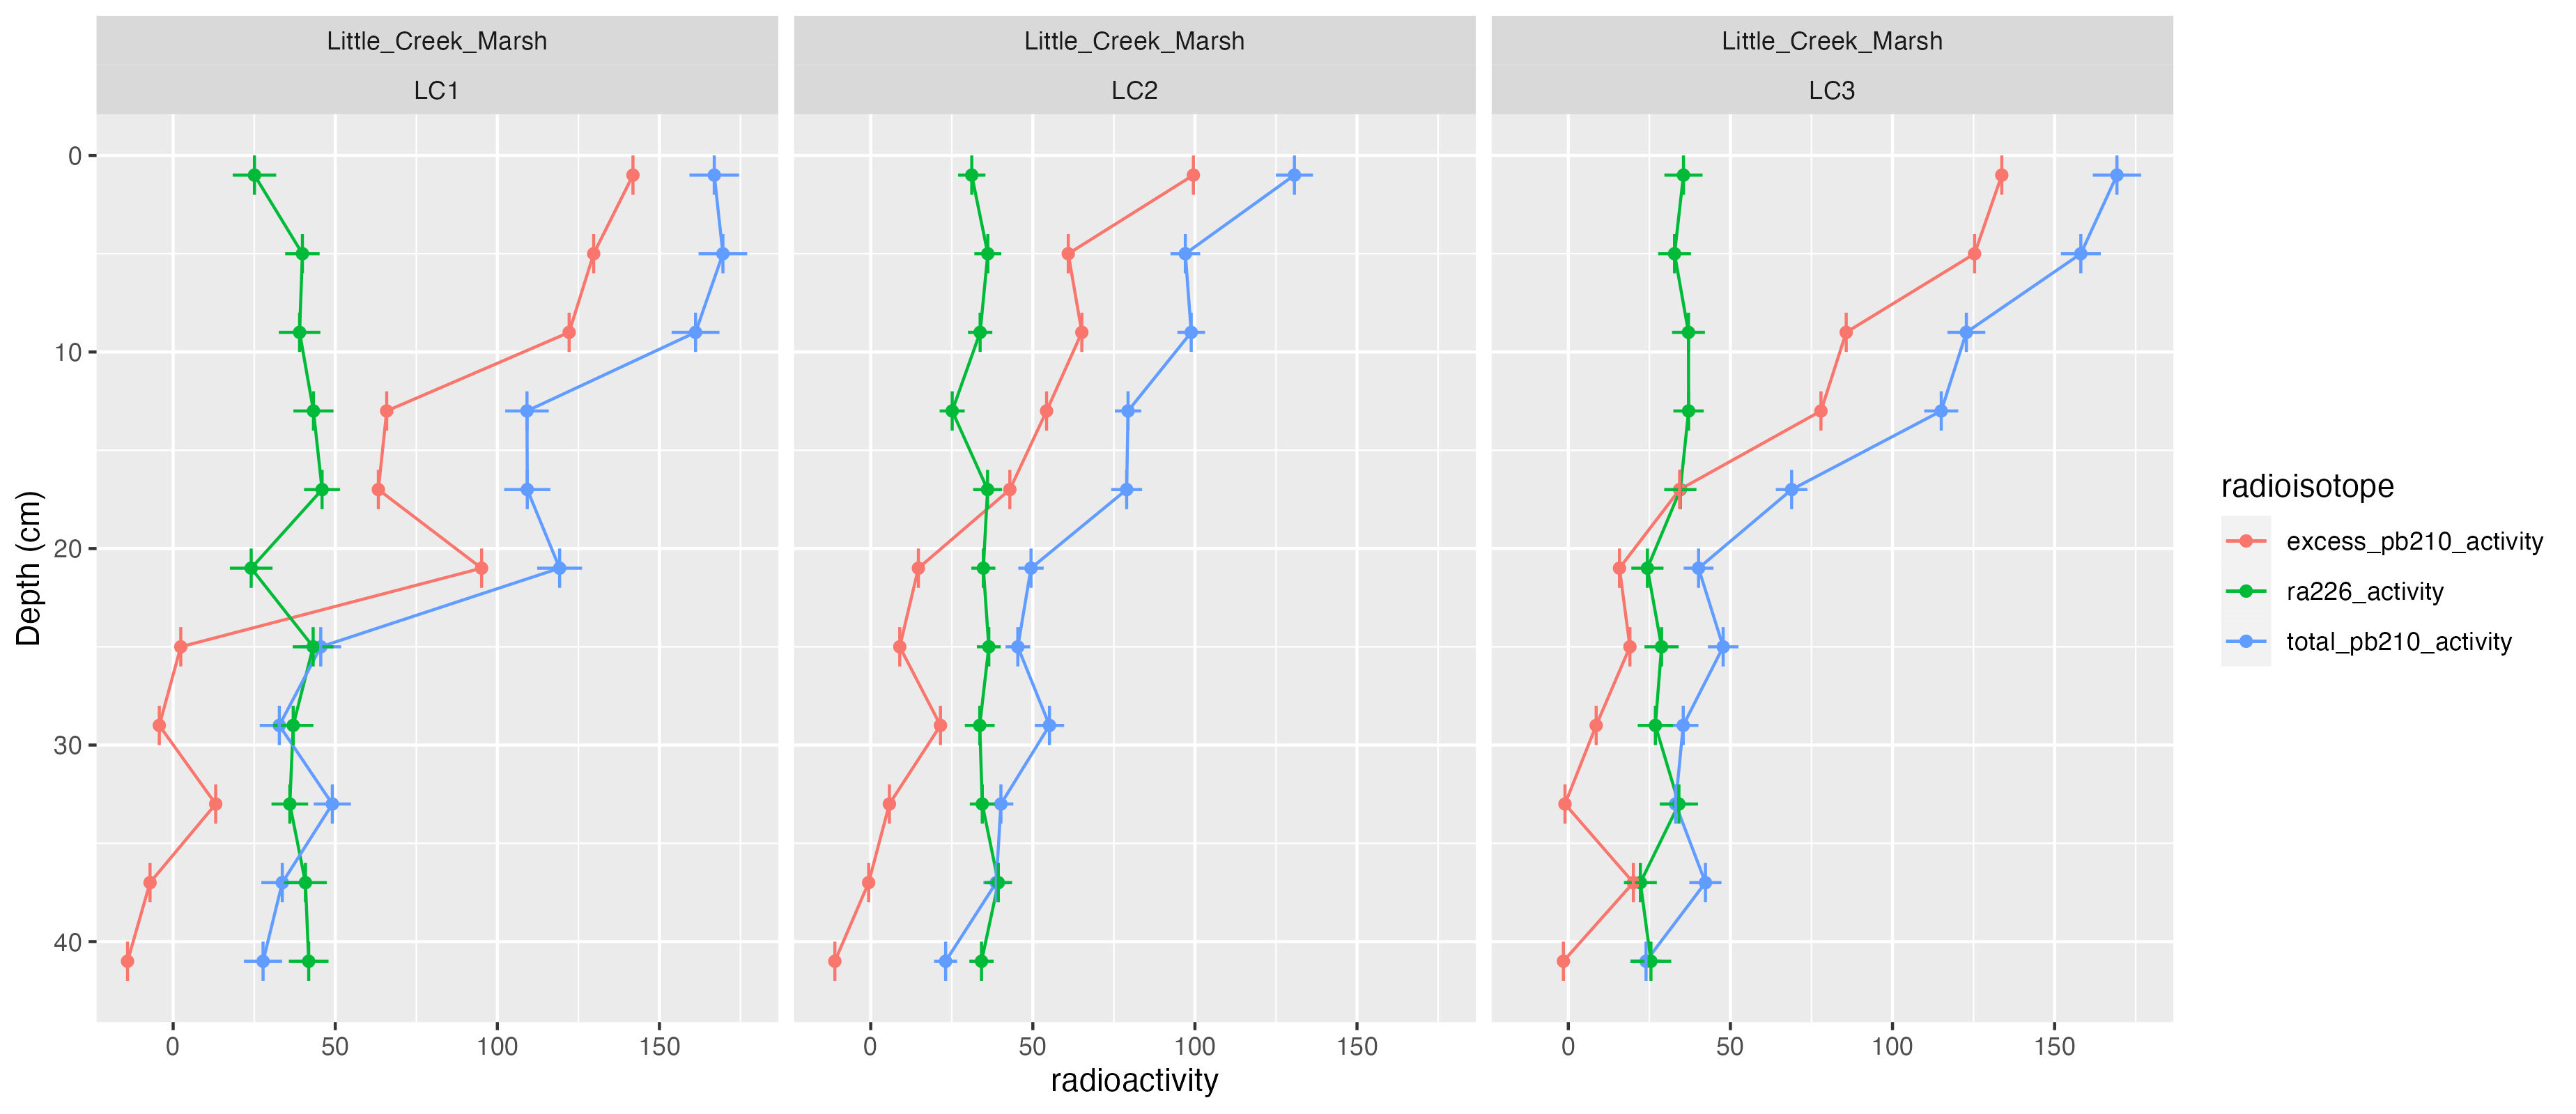 Little_Creek_Marsh
Little_Creek_Marsh
Little_Creek_Marsh
LC1
LC2
LC3
0
10
20
30
40
Depth (cm)
0
50
100
150
0
50
100
150
0
50
100
150
radioactivity
radioisotope
excess_pb210_activity
ra226_activity
total_pb210_activity